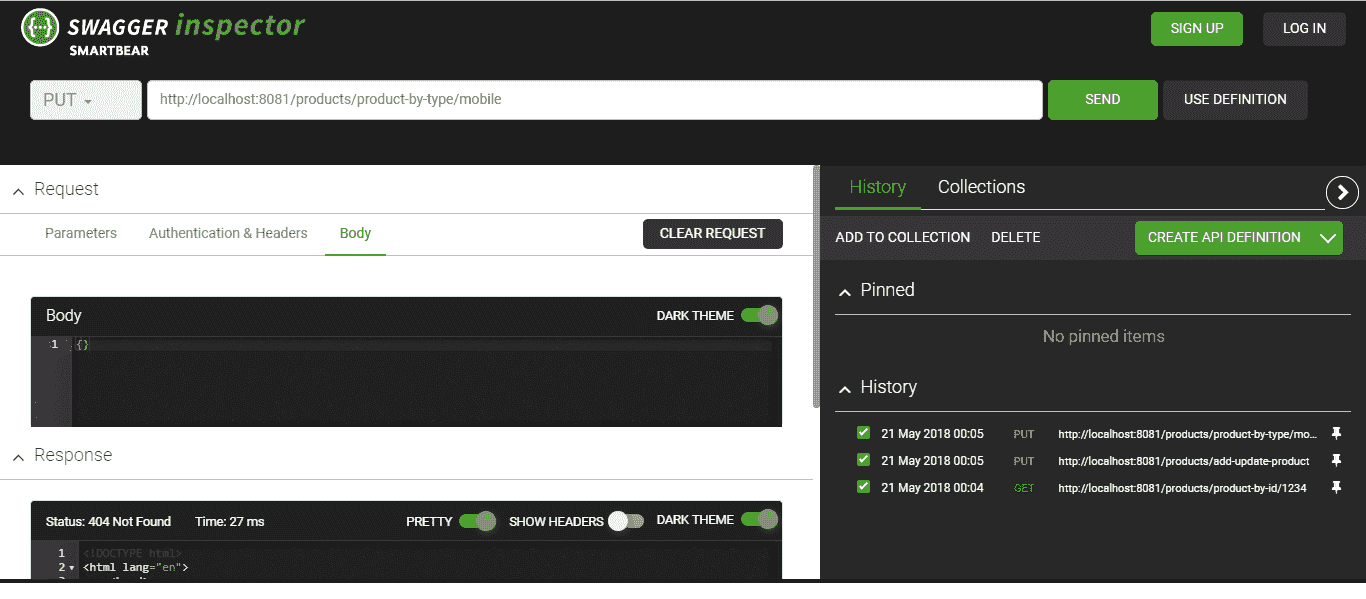 SWAGGER inspector
SMARTBEAR
SIGN UP
LOG IN
PUT
http://localhost:8081/products/product-by-type/mobile
SEND
USE DEFINITION
Request
Parameters
Authentication & Headers
Body
CLEAR REQUEST
Body
DARK THEME
1
{}
Response
Status: 404 Not Found
Time: 27 ms
PRETTY
SHOW HEADERS
DARK THEME
1 <!DOCTYPE html>
2 <html lang="en">
History
Collections
ADD TO COLLECTION
DELETE
CREATE API DEFINITION
Pinned
No pinned items
History
21 May 2018 00:05 PUT http://localhost:8081/products/product-by-type/mo...
21 May 2018 00:05 PUT http://localhost:8081/products/add-update-product
21 May 2018 00:04 GET http://localhost:8081/products/product-by-id/1234